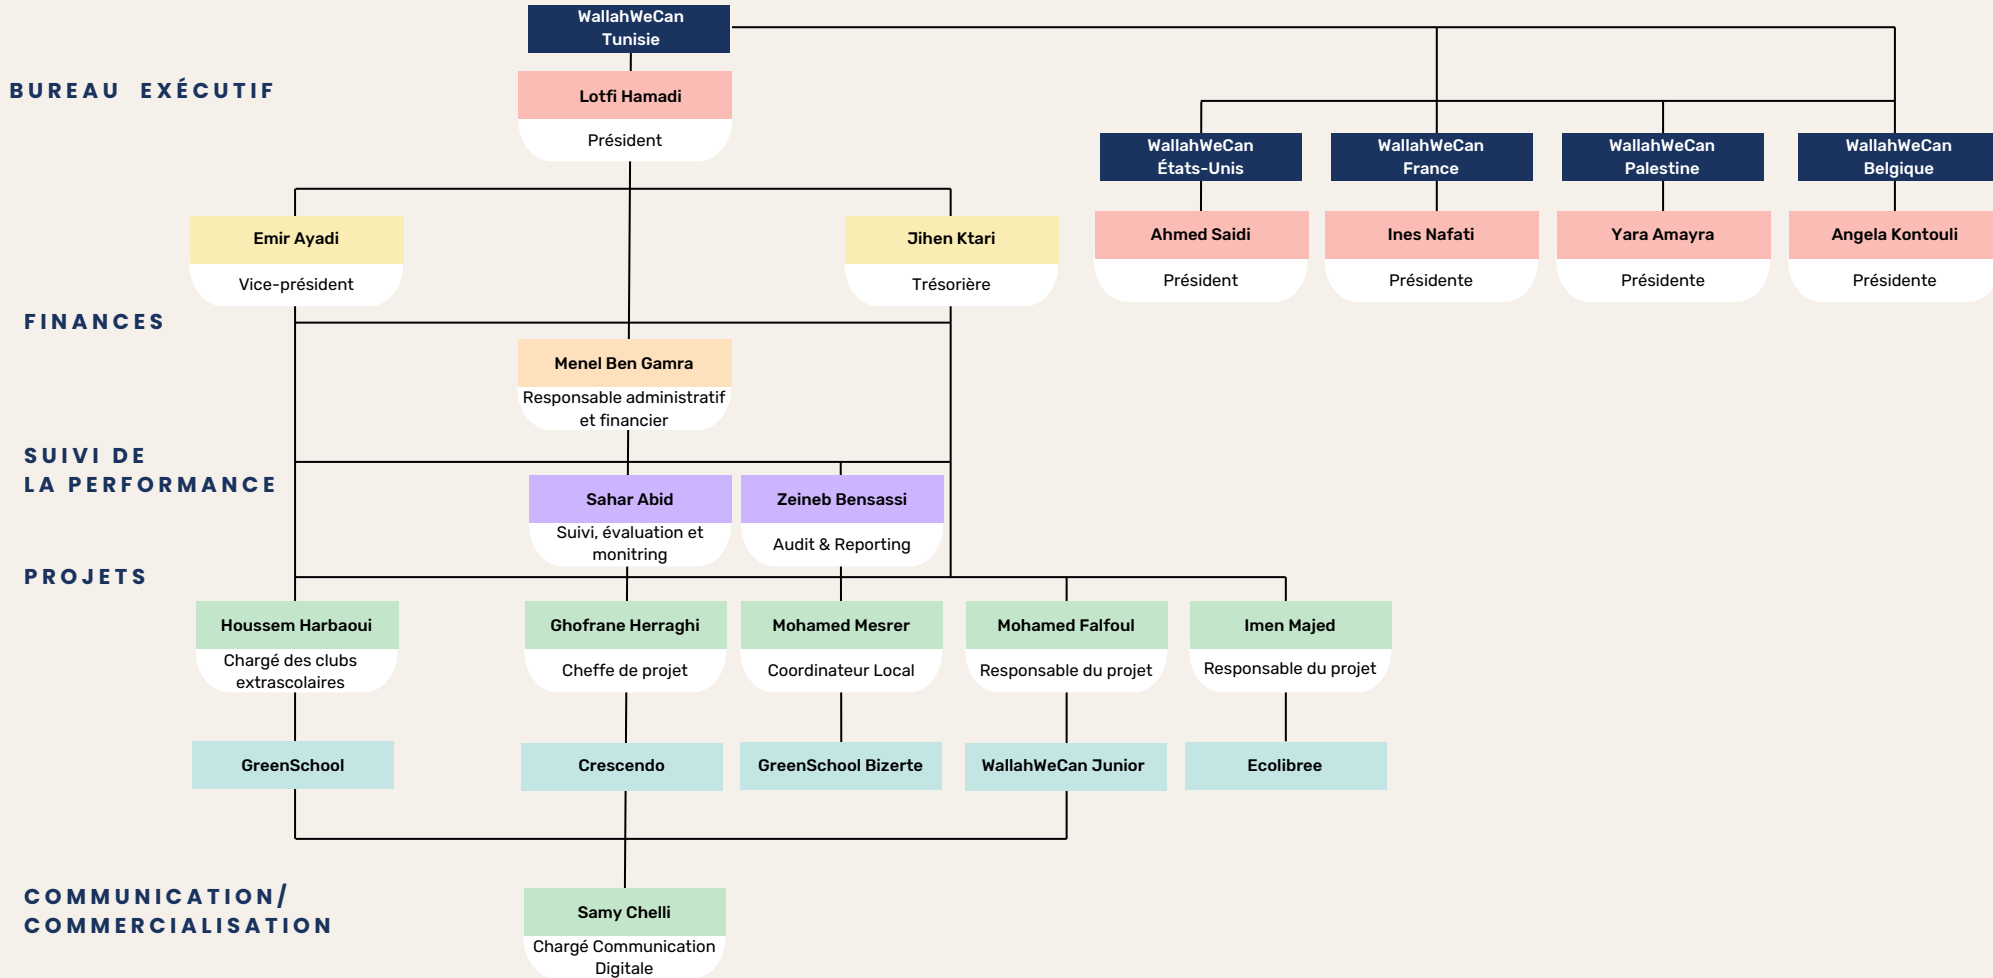 WallahWeCan
Tunisie
BUREAU EXÉCUTIF
Lotfi Hamadi
Président
WallahWeCan
États-Unis
WallahWeCan
France
WallahWeCan
Palestine
WallahWeCan
Belgique
Emir Ayadi
Vice-président
Jihen Ktari
Trésorière
Ahmed Saidi
Président
Ines Nafati
Présidente
Yara Amayra
Présidente
Angela Kontouli
Présidente
FINANCES
Menel Ben Gamra
Responsable administratif
et financier
SUIVI DE
LA PERFORMANCE
Sahar Abid
Suivi, évaluation et
monitring
Zeineb Bensassi
Audit & Reporting
PROJETS
Houssem Harbaoui
Chargé des clubs
extrascolaires
Ghofrane Herraghi
Cheffe de projet
Mohamed Mesrer
Coordinateur Local
Mohamed Falfoul
Responsable du projet
Imen Majed
Responsable du projet
GreenSchool
Crescendo
GreenSchool Bizerte
WallahWeCan Junior
Ecolibree
COMMUNICATION/
COMMERCIALISATION
Samy Chelli
Chargé Communication
Digitale